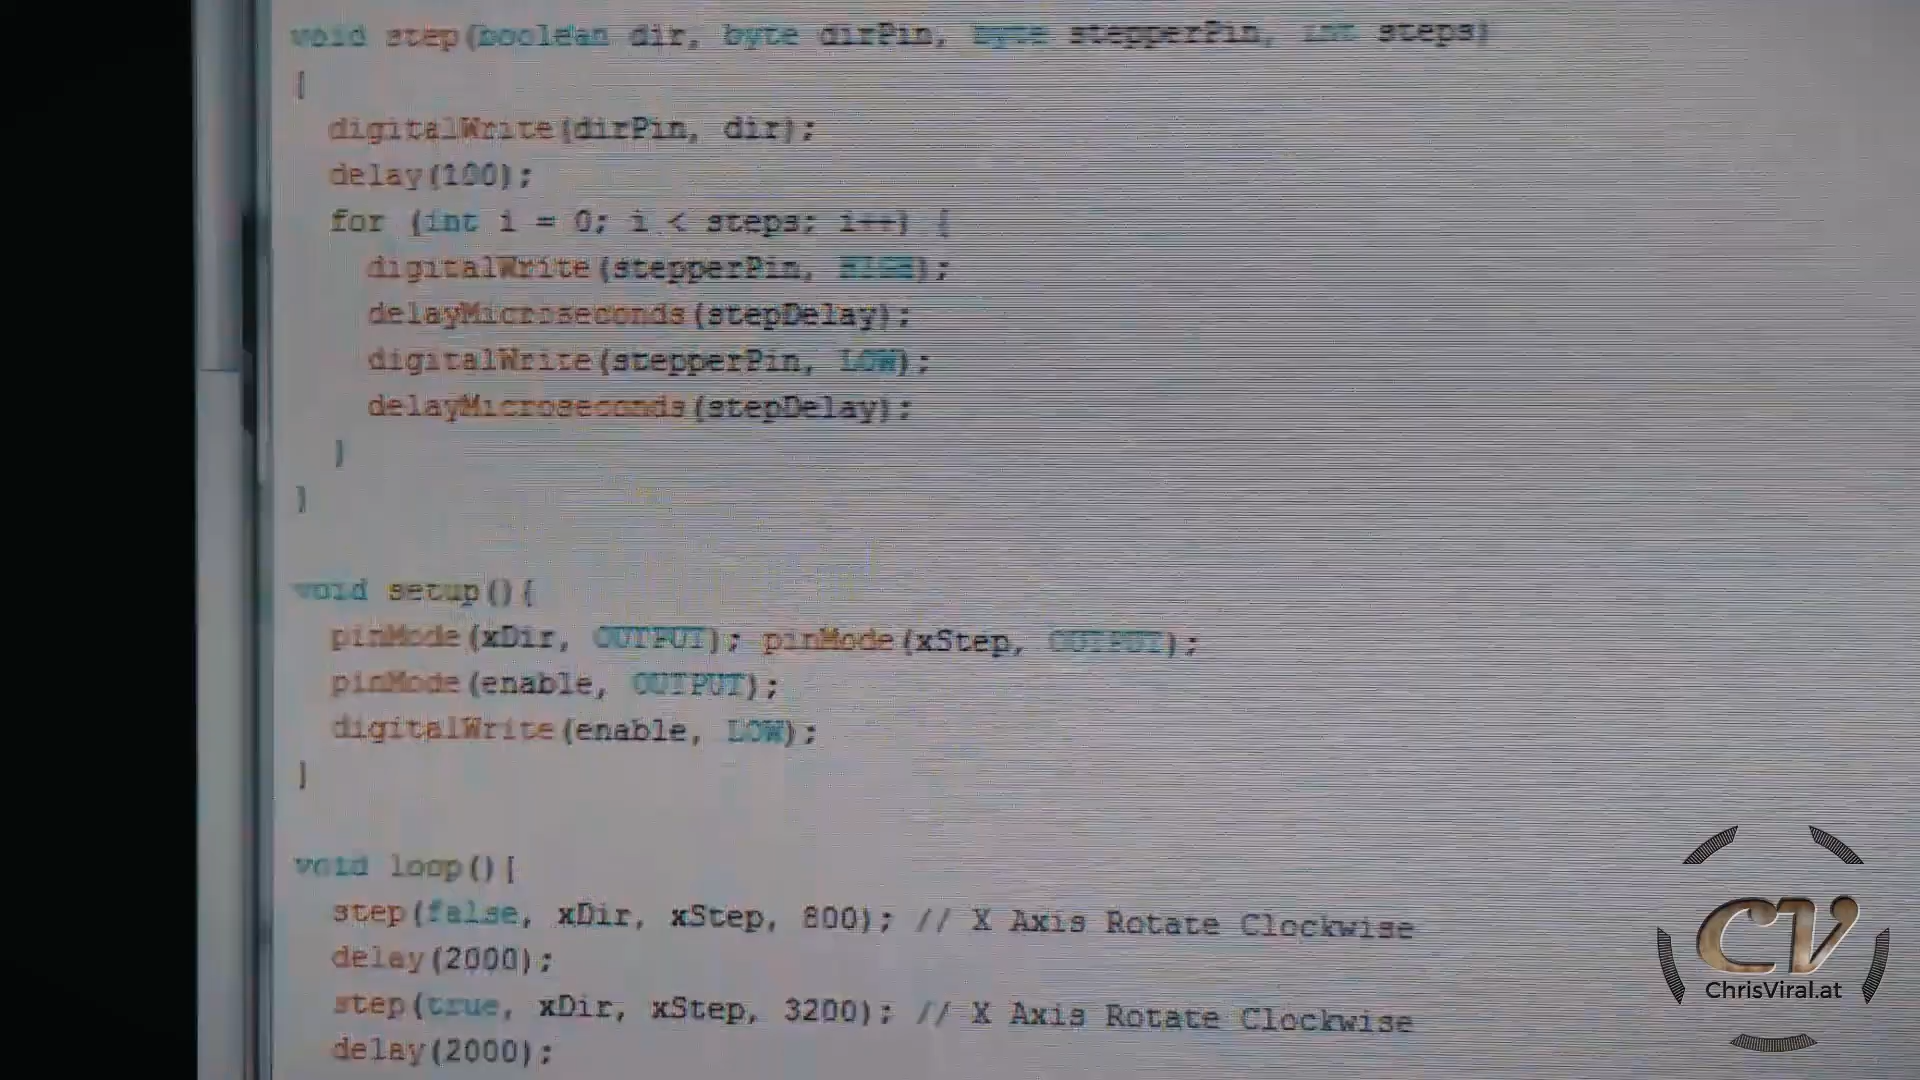 void step(boolean dir, byte dirPin, byte stepperPin, int steps)
{
digitalWrite(dirPin, dir);
delay(100);
for (int i = 0; i < steps; i++) {
digitalWrite(stepperPin, HIGH);
delayMicroseconds(stepDelay);
digitalWrite(stepperPin, LOW);
delayMicroseconds(stepDelay);
}
}
void setup(){
pinMode(xDir, OUTPUT); pinMode(xStep, OUTPUT);
pinMode(enable, OUTPUT);
digitalWrite(enable, LOW);
}
void loop(){
step(false, xDir, xStep, 800); // X Axis Rotate Clockwise
delay(2000);
step(true, xDir, xStep, 3200); // X Axis Rotate Clockwise
delay(2000);
CV
ChrisViral.at